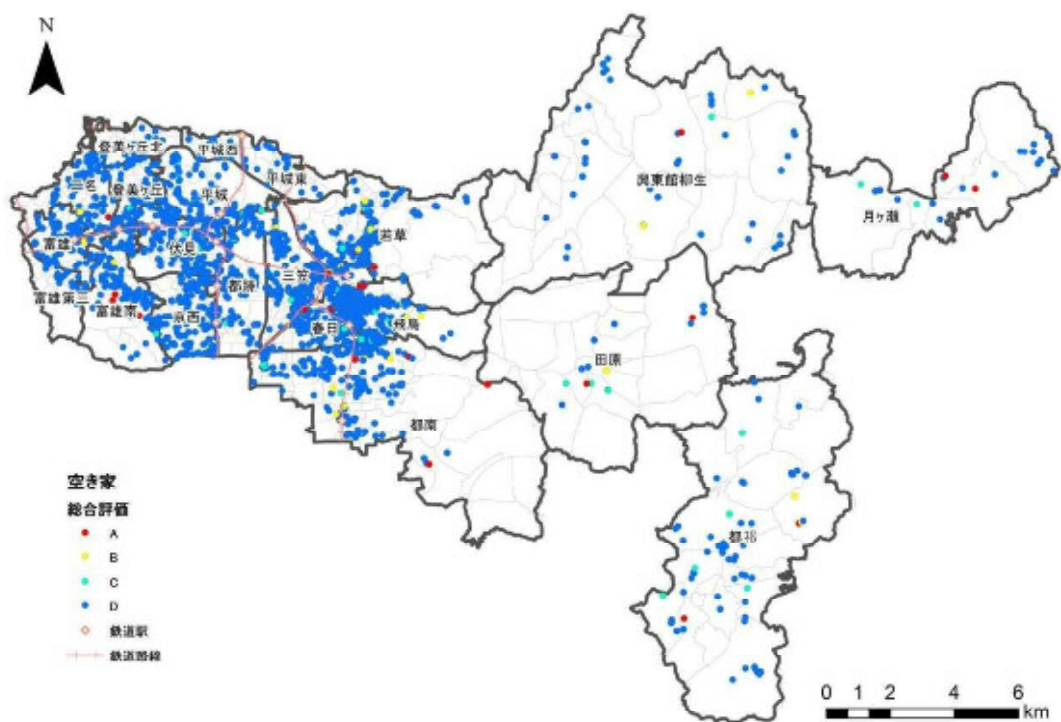 N
登美ヶ丘北
平城西
平城東
二名
登美ヶ丘
平城
富雄
伏見
若草
三笠
都跡
富雄第三
富雄南
京西
春日
飛鳥
都南
興東館柳生
月ヶ瀬
田原
都祁
空き家
総合評価
A
B
C
D
鉄道駅
鉄道路線
0 1 2 4 6
km